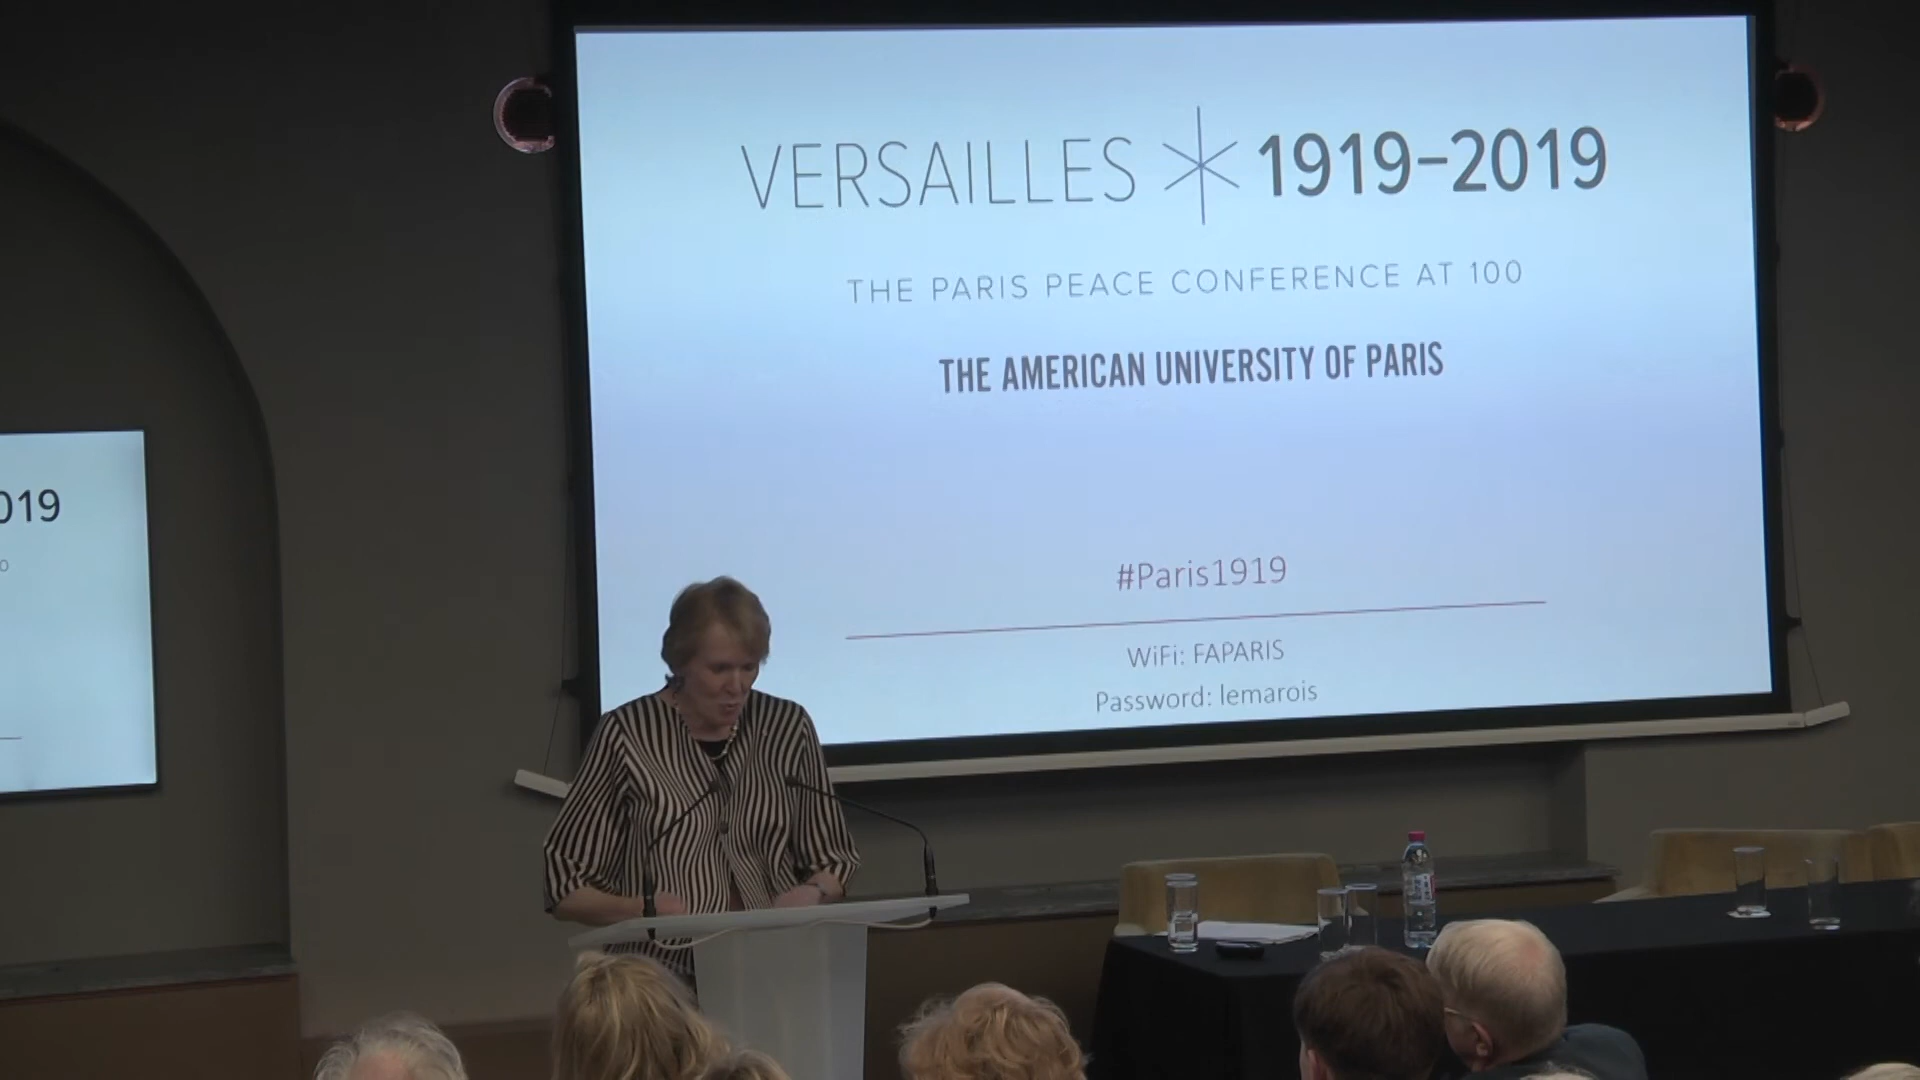 VERSAILLES 1919–2019
THE PARIS PEACE CONFERENCE AT 100
THE AMERICAN UNIVERSITY OF PARIS
#Paris1919
WiFi: FAPARIS
Password: lemarois
019
0